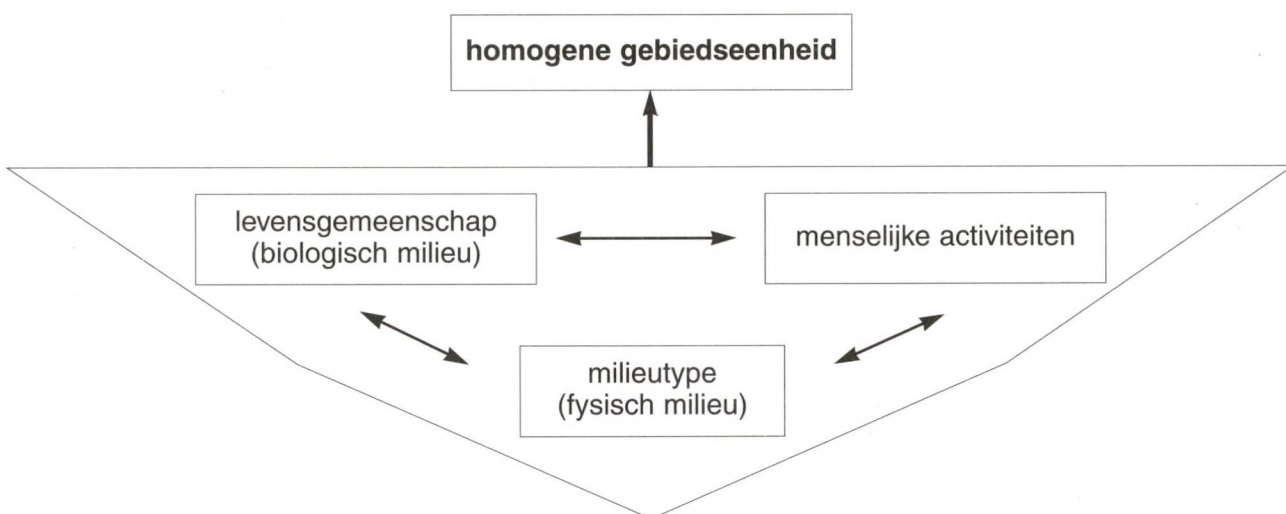 homogene gebiedseenheid
levensgemeenschap
(biologisch milieu)
menselijke activiteiten
milieutype
(fysisch milieu)